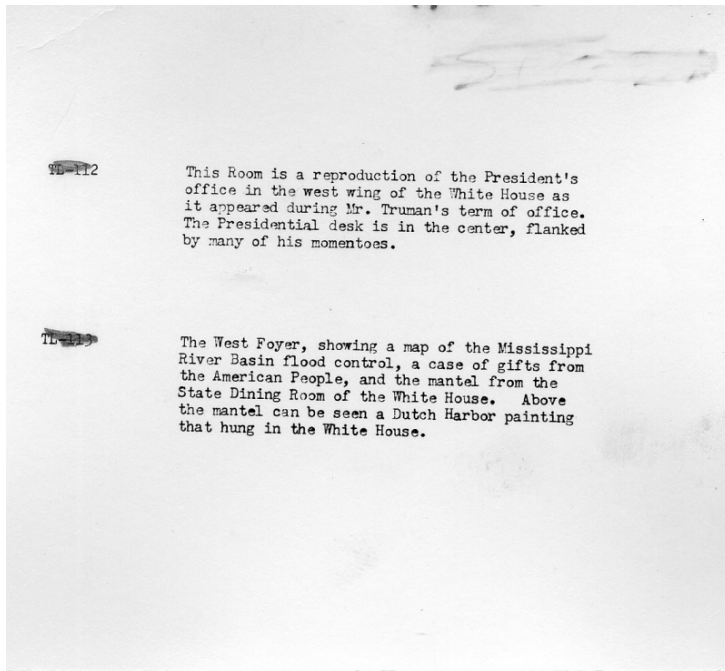 TL-112
This Room is a reproduction of the President's
office in the west wing of the White House as
it appeared during Mr. Truman's term of office.
The Presidential desk is in the center, flanked
by many of his momentoes.
TL-113
The West Foyer, showing a map of the Mississippi
River Basin flood control, a case of gifts from
the American People, and the mantel from the
State Dining Room of the White House. Above
the mantel can be seen a Dutch Harbor painting
that hung in the White House.